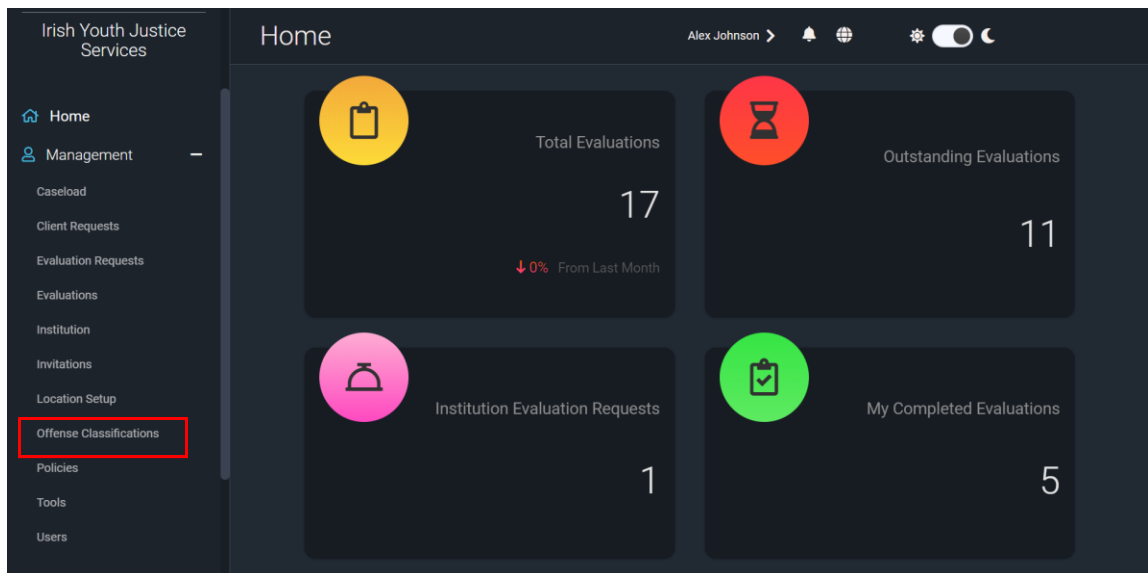 Irish Youth Justice
Services
Home
Alex Johnson
Home
Management
Caseload
Client Requests
Evaluation Requests
Evaluations
Institution
Invitations
Location Setup
Offense Classifications
Policies
Tools
Users
Total Evaluations
17
0% From Last Month
Outstanding Evaluations
11
Institution Evaluation Requests
1
My Completed Evaluations
5